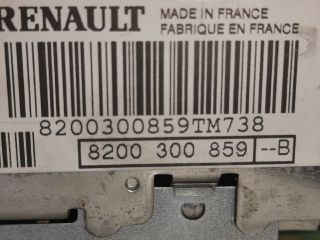 RENAULT
MADE IN FRANCE
FABRIQUE EN FRANCE
8200300859TM738
8200 300 859 --B